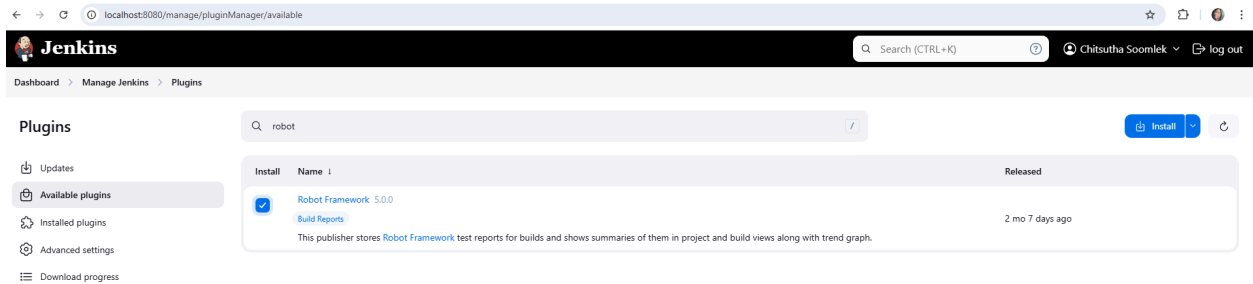 localhost:8080/manage/pluginManager/available
Jenkins
Search (CTRL+K)
?
Chitsutha Soomlek
log out
Dashboard > Manage Jenkins > Plugins
Plugins
robot
/
Install
Updates
Available plugins
Installed plugins
Advanced settings
Download progress
Install Name ↓ Released
Robot Framework 5.0.0
Build Reports
2 mo 7 days ago
This publisher stores Robot Framework test reports for builds and shows summaries of them in project and build views along with trend graph.